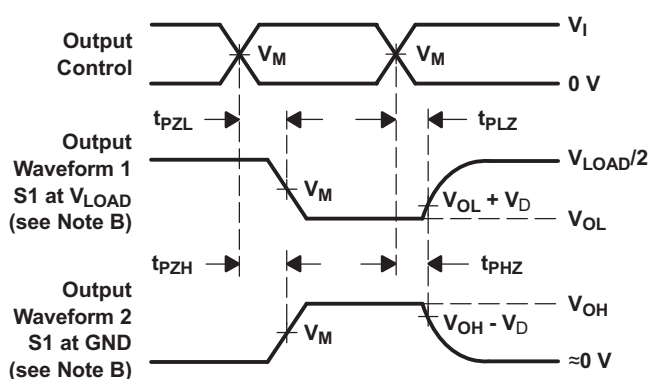 Output
Control
V_M
V_M
V_I
0 V
t_PZL
t_PLZ
Output
Waveform 1
S1 at V_LOAD
(see Note B)
V_M
V_LOAD/2
V_OL + V_D
V_OL
t_PZH
t_PHZ
Output
Waveform 2
S1 at GND
(see Note B)
V_M
V_OH
V_OH - V_D
≈0 V